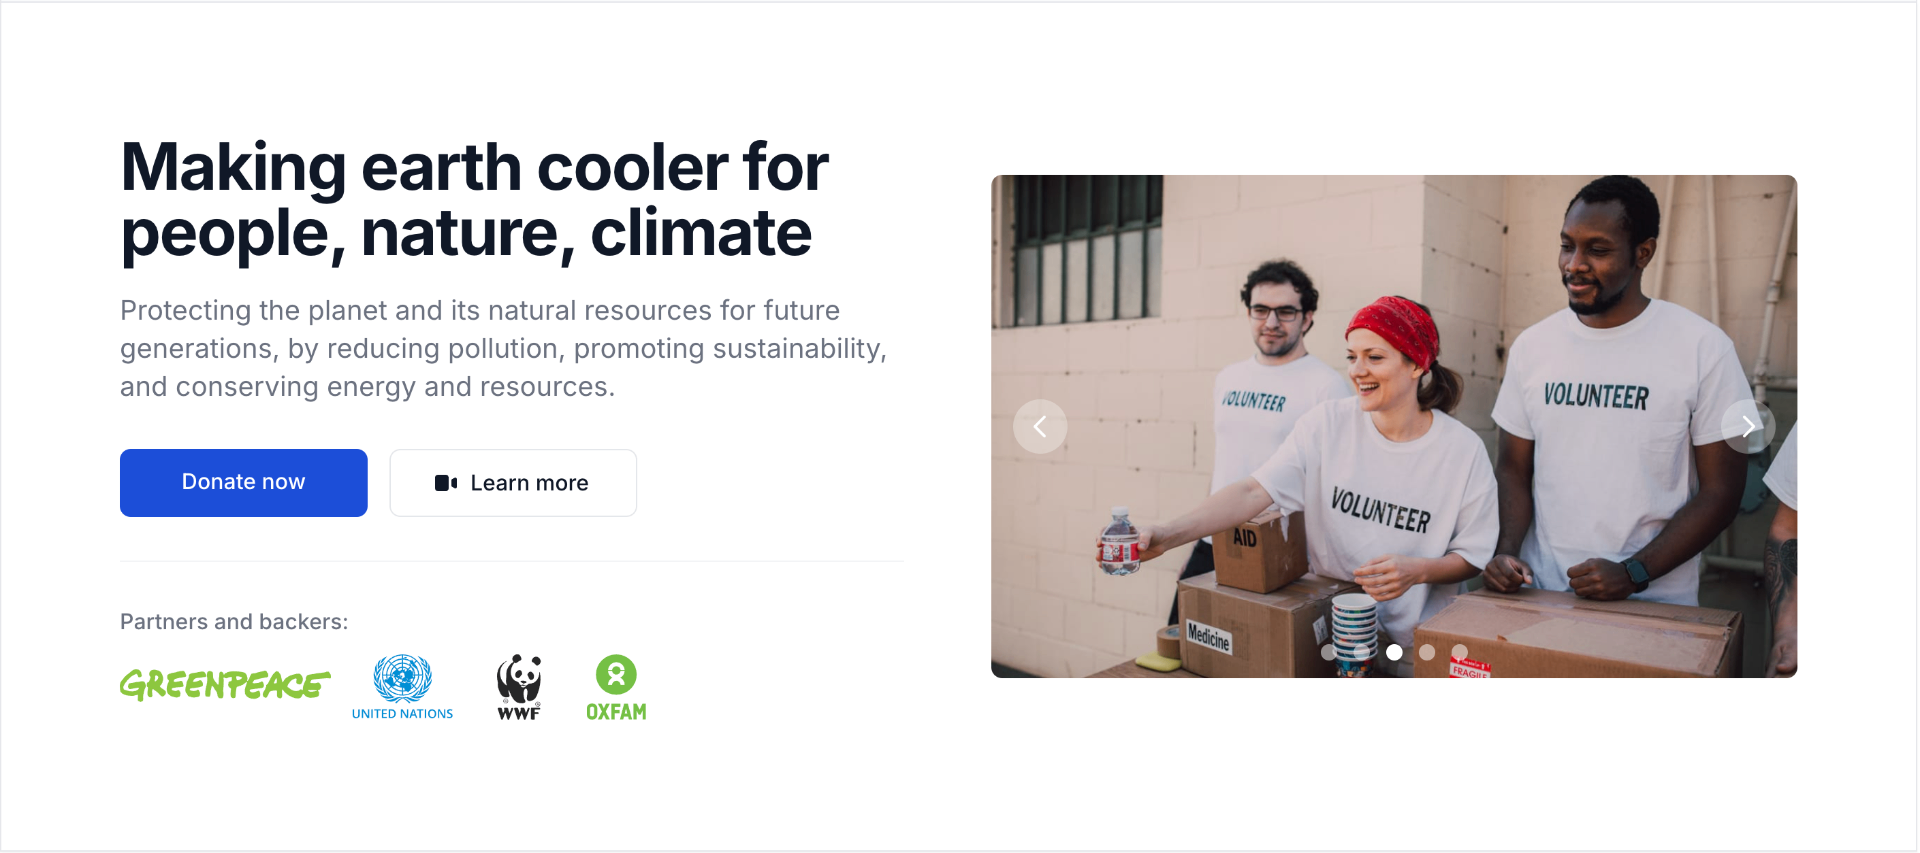 Making earth cooler for
people, nature, climate
Protecting the planet and its natural resources for future
generations, by reducing pollution, promoting sustainability,
and conserving energy and resources.
Donate now
Learn more
Partners and backers:
GREENPEACE
UNITED NATIONS
WWF
OXFAM
VOLUNTEER
VOLUNTEER
VOLUNTEER
AID
Medicine
FRAGILE